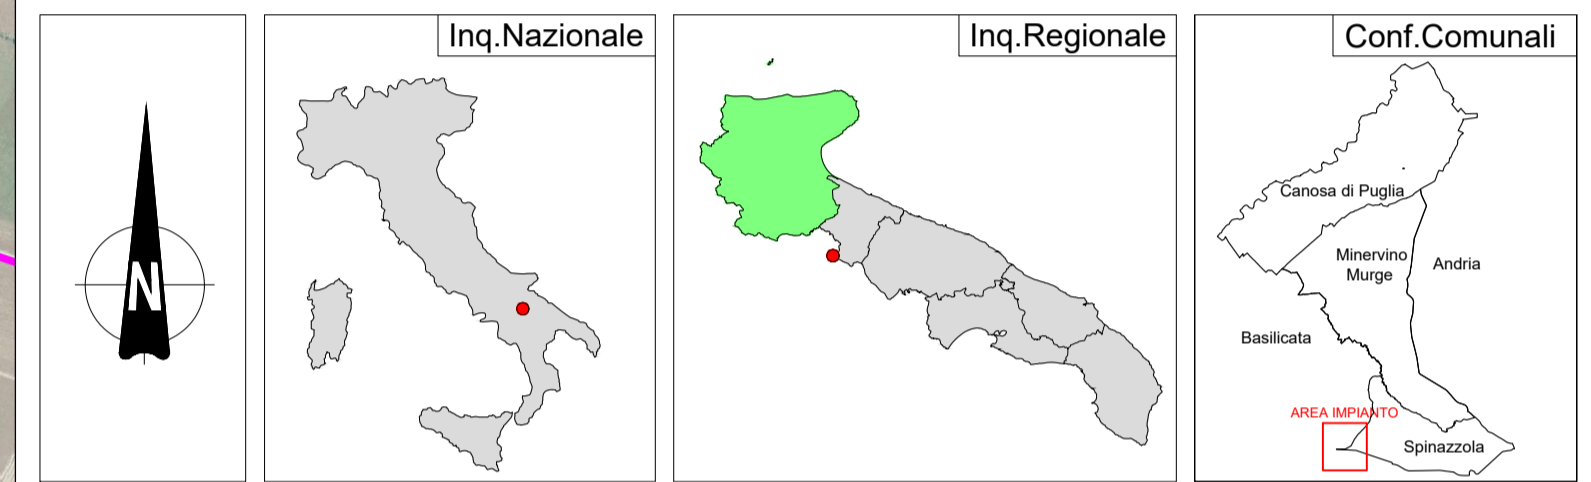 N
Inq.Nazionale
Inq.Regionale
Conf.Comunali
Canosa di Puglia
Minervino
Murge
Andria
Basilicata
AREA IMPIANTO
Spinazzola